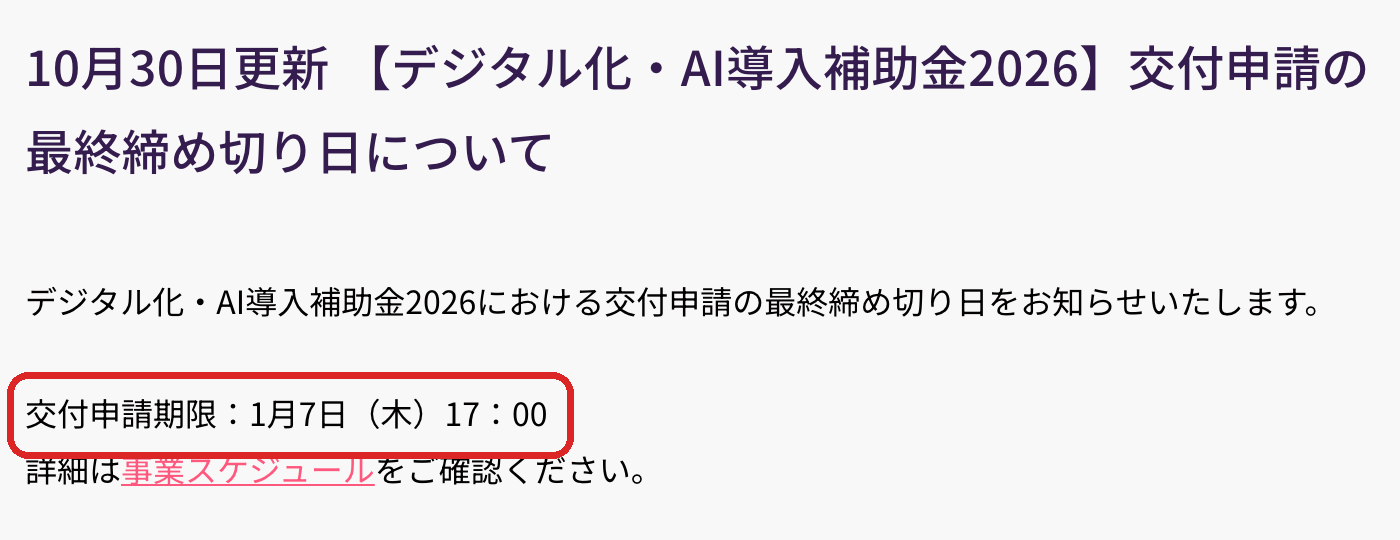 10月30日更新 【デジタル化・AI導入補助金2026】交付申請の
最終締め切り日について
デジタル化・AI導入補助金2026における交付申請の最終締め切り日をお知らせいたします。
交付申請期限：1月7日（木）17：00
詳細は事業スケジュールをご確認ください。